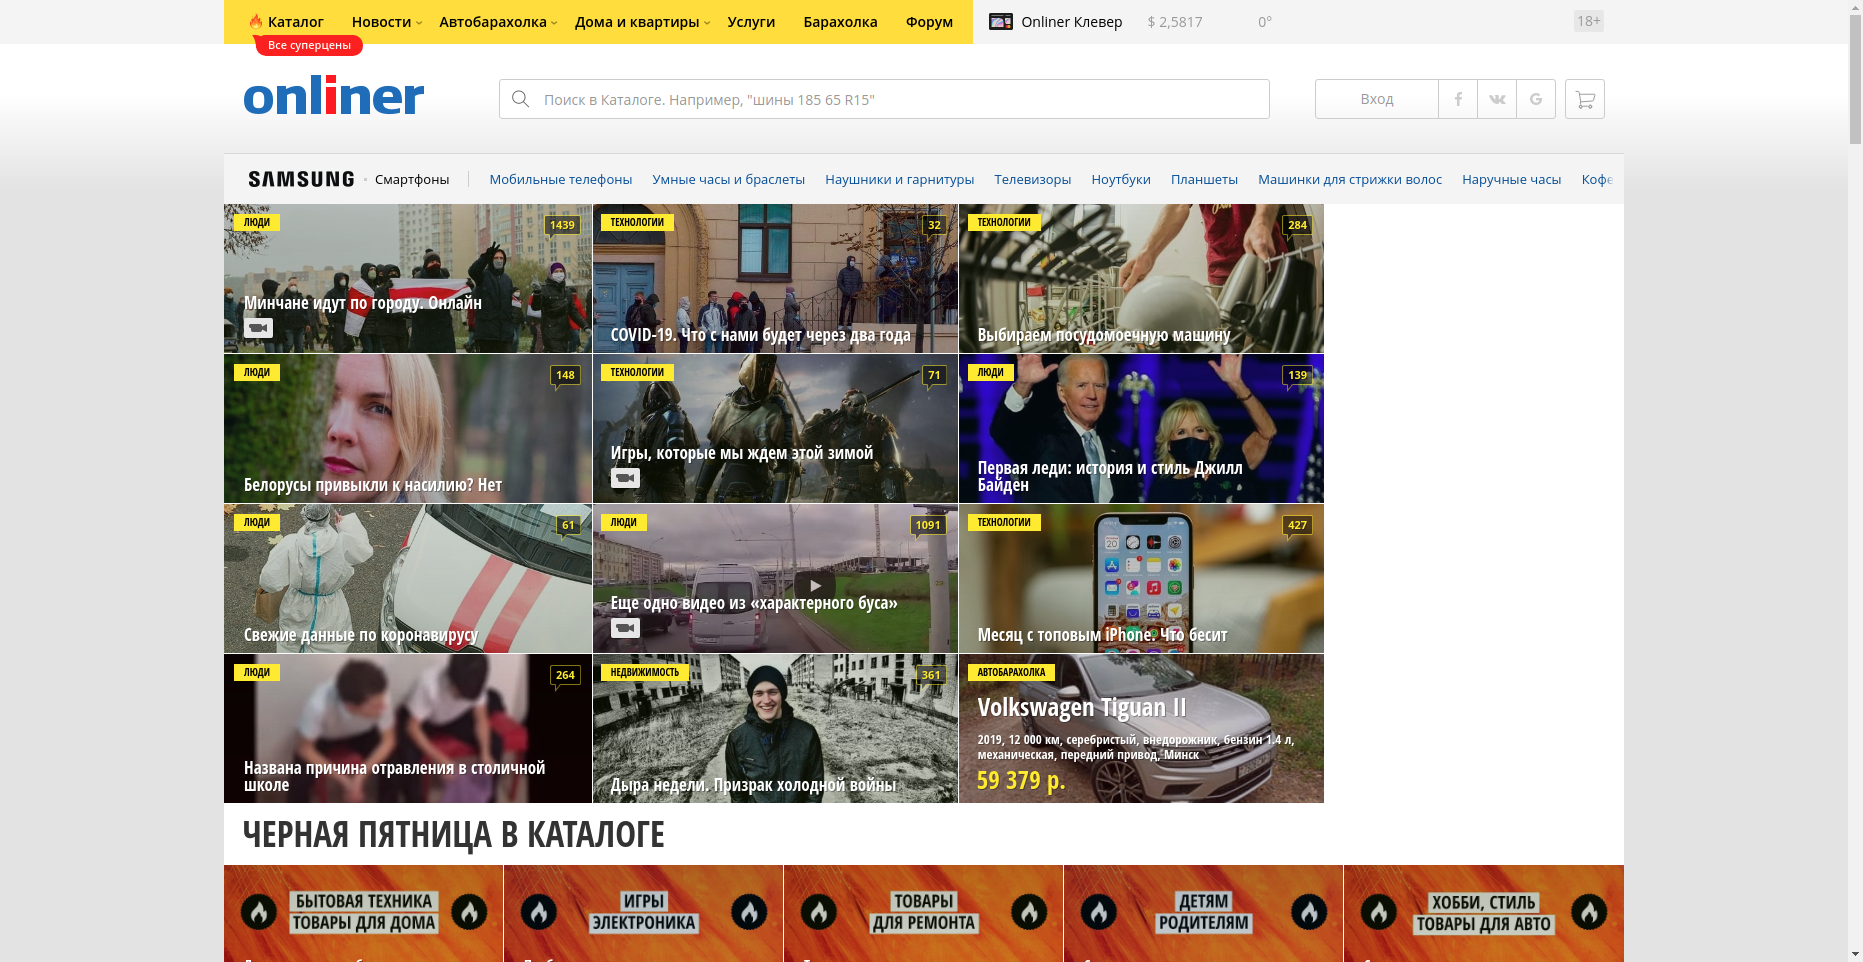 Каталог Новости Автобарахолка Дома и квартиры Услуги Барахолка Форум Onliner Клевер $ 2,5817 0° 18+
Все суперцены
onliner
Поиск в Каталоге. Например, "шины 185 65 R15"
Вход
SAMSUNG Смартфоны Мобильные телефоны Умные часы и браслеты Наушники и гарнитуры Телевизоры Ноутбуки Планшеты Машинки для стрижки волос Наручные часы Кофе
ЛЮДИ
1439
Минчане идут по городу. Онлайн
ТЕХНОЛОГИИ
32
COVID-19. Что с нами будет через два года
ТЕХНОЛОГИИ
284
Выбираем посудомоечную машину
ЛЮДИ
148
Белорусы привыкли к насилию? Нет
ТЕХНОЛОГИИ
71
Игры, которые мы ждем этой зимой
ЛЮДИ
139
Первая леди: история и стиль Джилл
Байден
ЛЮДИ
61
Свежие данные по коронавирусу
ЛЮДИ
1091
Еще одно видео из «характерного буса»
ТЕХНОЛОГИИ
427
Месяц с топовым iPhone. Что бесит
ЛЮДИ
264
Названа причина отравления в столичной
школе
НЕДВИЖИМОСТЬ
361
Дыра недели. Призрак холодной войны
АВТОБАРАХОЛКА
Volkswagen Tiguan II
2019, 12 000 км, серебристый, внедорожник, бензин 1.4 л,
механическая, передний привод, Минск
59 379 р.
ЧЕРНАЯ ПЯТНИЦА В КАТАЛОГЕ
БЫТОВАЯ ТЕХНИКА
ТОВАРЫ ДЛЯ ДОМА
ИГРЫ
ЭЛЕКТРОНИКА
ТОВАРЫ
ДЛЯ РЕМОНТА
ДЕТЯМ
РОДИТЕЛЯМ
ХОББИ, СТИЛЬ
ТОВАРЫ ДЛЯ АВТО